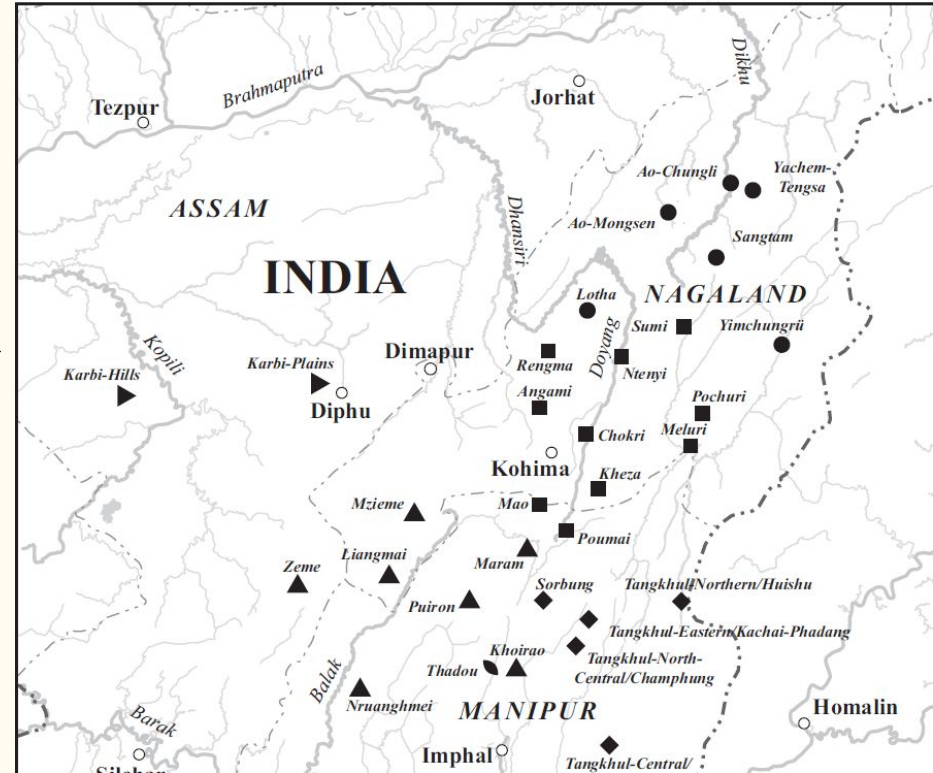 Dikhu
Jorhat
Brahmaputra
Tezpur
Ao-Chungli
Yachem-
Tengsa
ASSAM
Dhansiri
Ao-Mongsen
Sangtam
INDIA
Lotha
NAGALAND
Sumi
Yimchungrü
Doyang
Kopili
Dimapur
Rengma
Ntenyi
Karbi-Hills
Karbi-Plains
Diphu
Angami
Pochuri
Chokri
Meluri
Kohima
Kheza
Mzieme
Mao
Poumai
Liangmai
Zeme
Maram
Sorbung
Tangkhul-Northern/Huishu
Puiron
Tangkhul-Eastern/Kachai-Phadang
Khoirao
Thadou
Tangkhul-North-
Central/Champhung
Balak
Nruanghmei
MANIPUR
Homalin
Barak
Imphal
Tangkhul-Central/